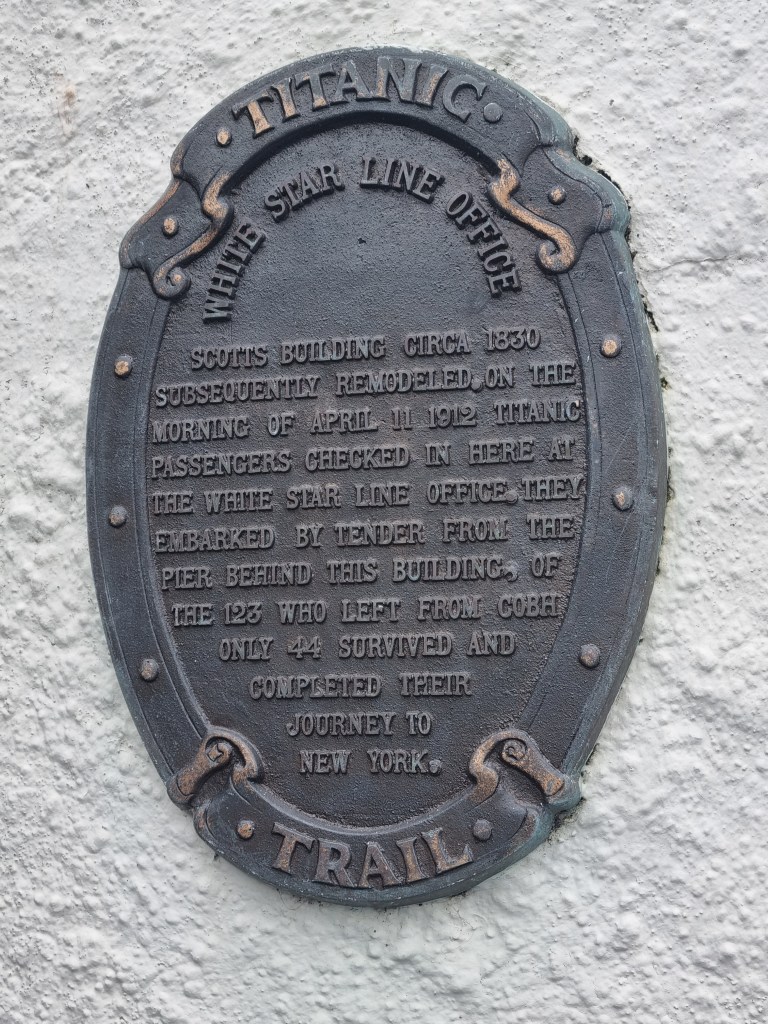 TITANIC
WHITE STAR LINE OFFICE
SCOTTS BUILDING CIRCA 1830
SUBSEQUENTLY REMODELED, ON THE
MORNING OF APRIL 11 1912 TITANIC
PASSENGERS CHECKED IN HERE AT
THE WHITE STAR LINE OFFICE, THEY
EMBARKED BY TENDER FROM THE
PIER BEHIND THIS BUILDING, OF
THE 123 WHO LEFT FROM COBH
ONLY 44 SURVIVED AND
COMPLETED THEIR
JOURNEY TO
NEW YORK.
TRAIL